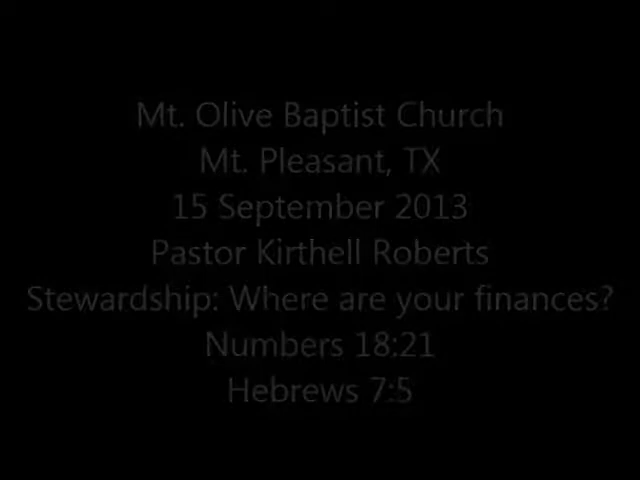 Mt. Olive Baptist Church
Mt. Pleasant, TX
15 September 2013
Pastor Kirthell Roberts
Stewardship: Where are your finances?
Numbers 18:21
Hebrews 7:5